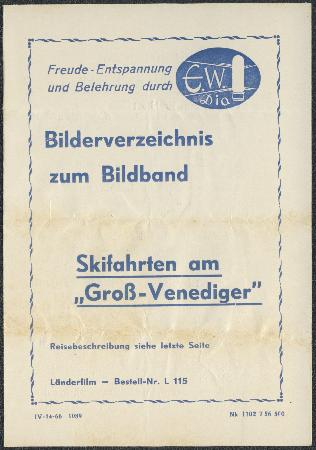 Freude - Entspannung
und Belehrung durch
E.W.
Dia
Bilderverzeichnis
zum Bildband
Skifahrten am
„Groß-Venediger”
Reisebeschreibung siehe letzte Seite
Länderfilm — Bestell-Nr. L 115
IV-14-66 1089